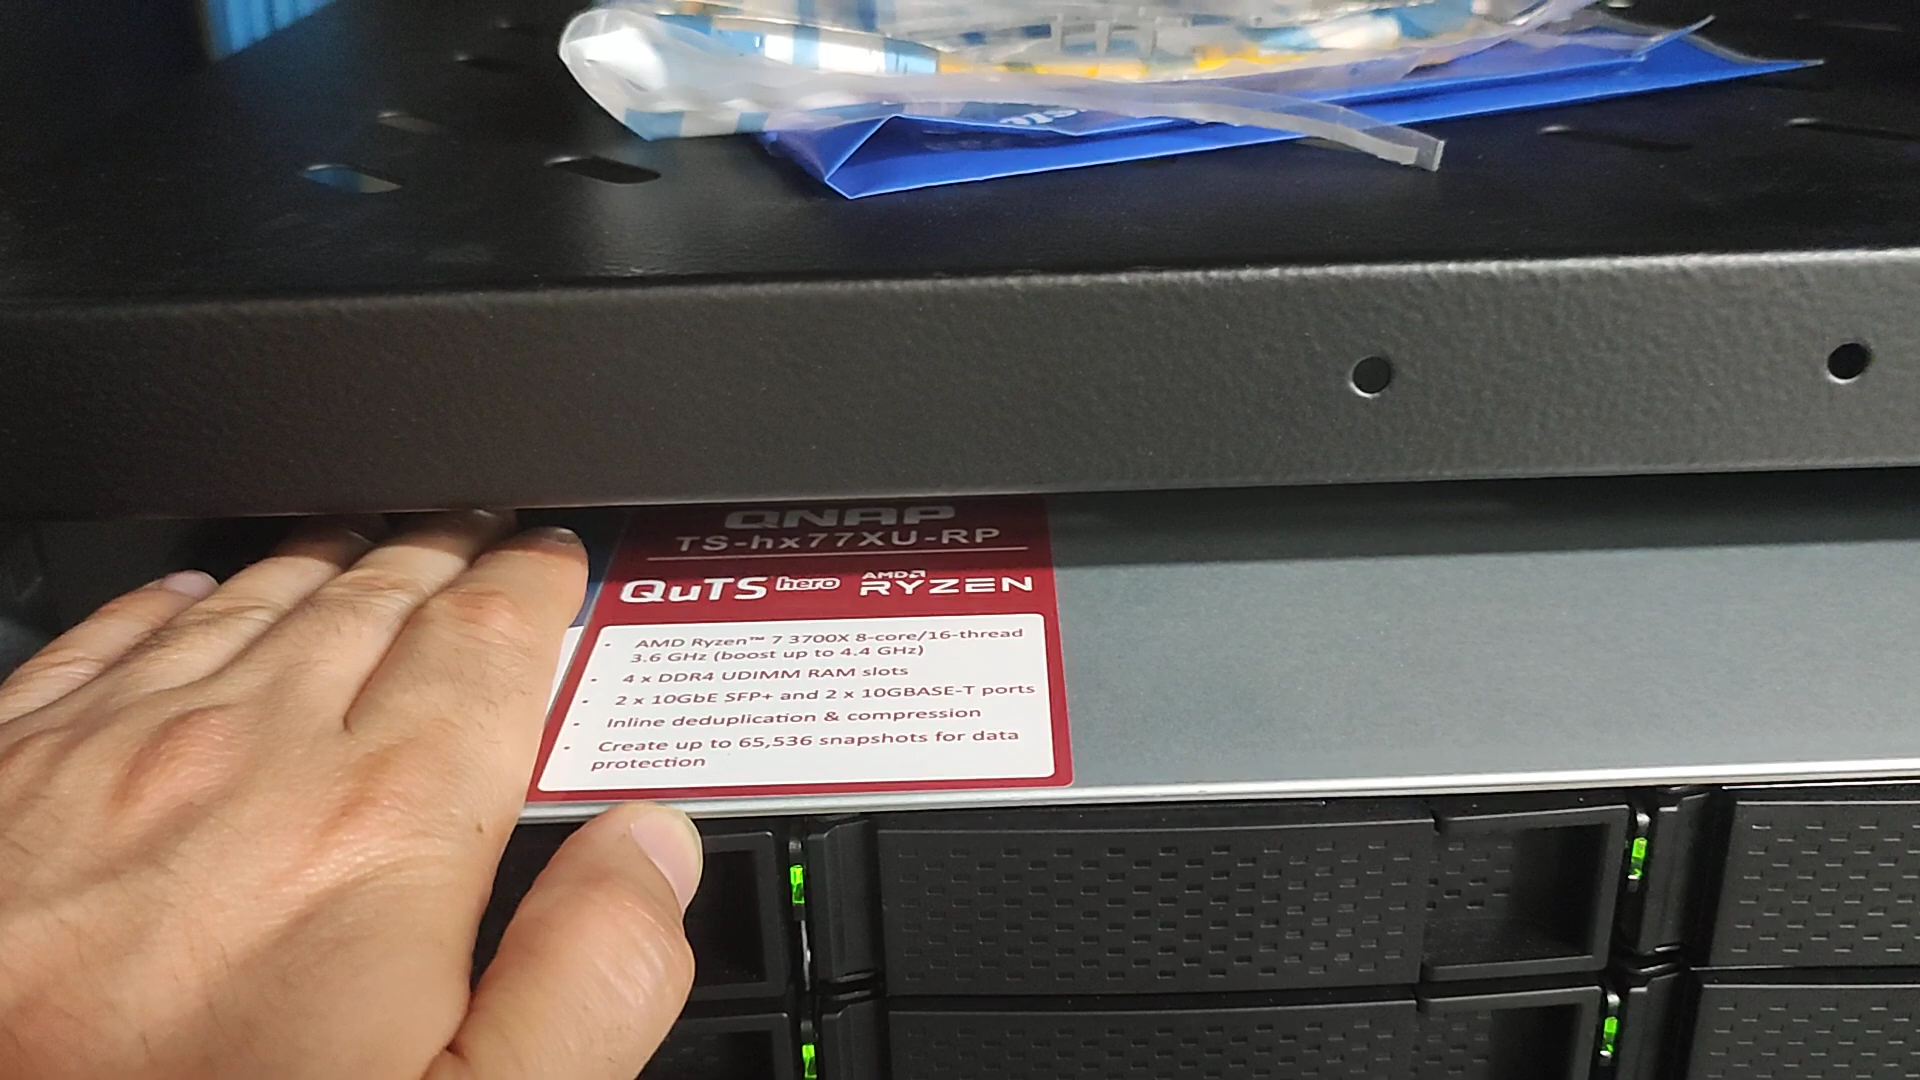 QNAP
TS-hx77XU-RP
QuTS hero AMD RYZEN
• AMD Ryzen™ 7 3700X 8-core/16-thread
3.6 GHz (boost up to 4.4 GHz)
• 4 x DDR4 UDIMM RAM slots
• 2 x 10GbE SFP+ and 2 x 10GBASE-T ports
• Inline deduplication & compression
• Create up to 65,536 snapshots for data
protection